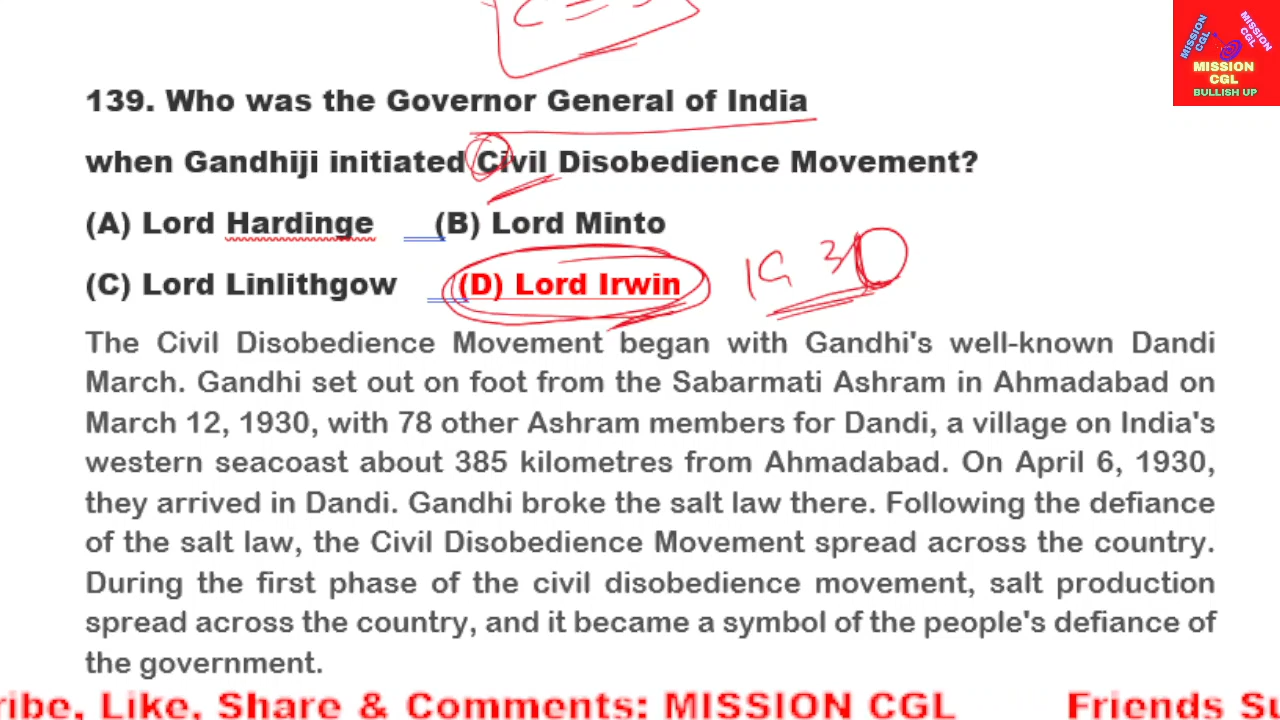 C = 5
MISSION CGL
MISSION CGL
MISSION
CGL
BULLISH UP
139. Who was the Governor General of India
when Gandhiji initiated Civil Disobedience Movement?
(A) Lord Hardinge (B) Lord Minto
(C) Lord Linlithgow (D) Lord Irwin 1930
The Civil Disobedience Movement began with Gandhi's well-known Dandi
March. Gandhi set out on foot from the Sabarmati Ashram in Ahmadabad on
March 12, 1930, with 78 other Ashram members for Dandi, a village on India's
western seacoast about 385 kilometres from Ahmadabad. On April 6, 1930,
they arrived in Dandi. Gandhi broke the salt law there. Following the defiance
of the salt law, the Civil Disobedience Movement spread across the country.
During the first phase of the civil disobedience movement, salt production
spread across the country, and it became a symbol of the people's defiance of
the government.
ribe, Like, Share & Comments: MISSION CGL Friends Su